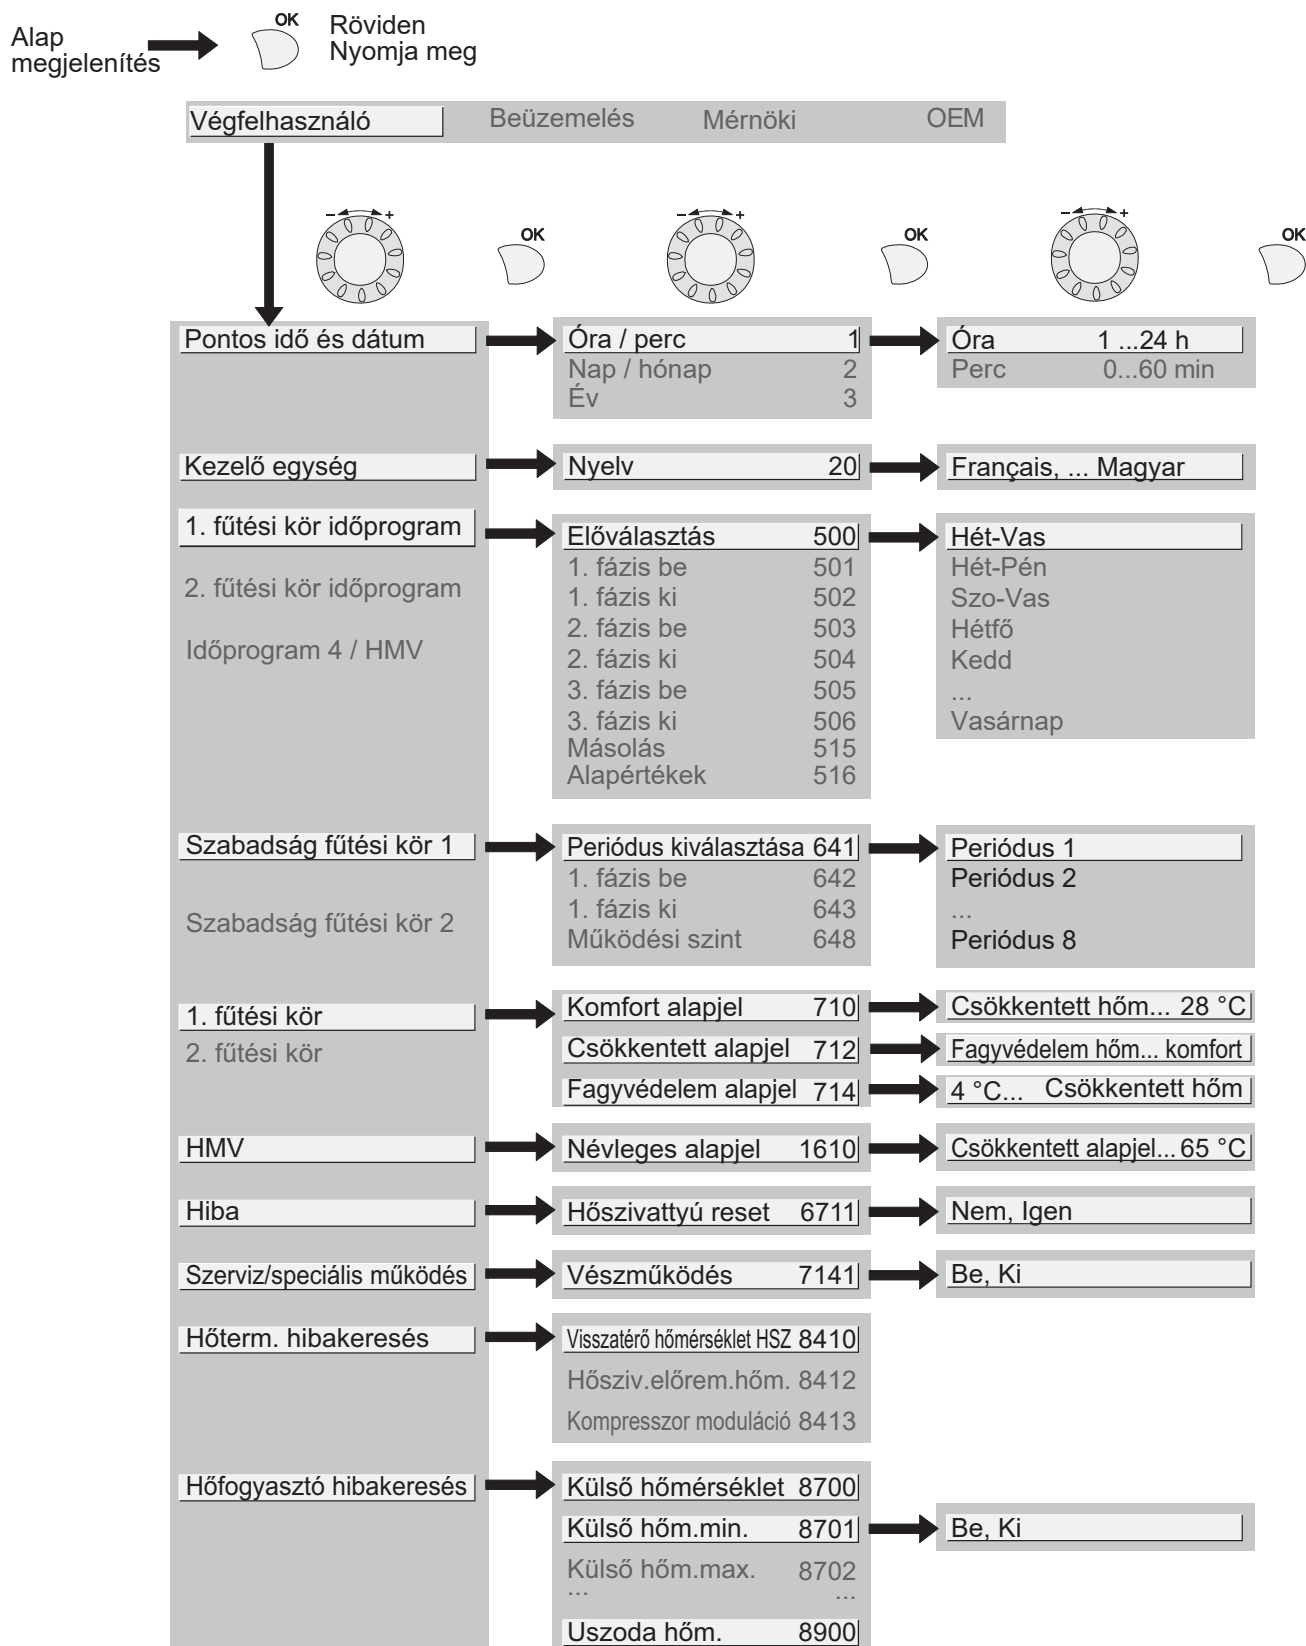 Alap
megjelenítés
OK
Röviden
Nyomja meg
Végfelhasználó Beüzemelés Mérnöki OEM
- + OK - + OK - + OK
Pontos idő és dátum
Óra / perc 1
Nap / hónap 2
Év 3
Óra 1 ...24 h
Perc 0...60 min
Kezelő egység
Nyelv 20
Français, ... Magyar
1. fűtési kör időprogram
2. fűtési kör időprogram
Időprogram 4 / HMV
Előválasztás 500
1. fázis be 501
1. fázis ki 502
2. fázis be 503
2. fázis ki 504
3. fázis be 505
3. fázis ki 506
Másolás 515
Alapértékek 516
Hét-Vas
Hét-Pén
Szo-Vas
Hétfő
Kedd
...
Vasárnap
Szabadság fűtési kör 1
Szabadság fűtési kör 2
Periódus kiválasztása 641
1. fázis be 642
1. fázis ki 643
Működési szint 648
Periódus 1
Periódus 2
...
Periódus 8
1. fűtési kör
2. fűtési kör
Komfort alapjel 710
Csökkentett hőm... 28 °C
Csökkentett alapjel 712
Fagyvédelem hőm... komfort
Fagyvédelem alapjel 714
4 °C... Csökkentett hőm
HMV
Névleges alapjel 1610
Csökkentett alapjel... 65 °C
Hiba
Hőszivattyú reset 6711
Nem, Igen
Szerviz/speciális működés
Vészműködés 7141
Be, Ki
Hőterm. hibakeresés
Visszatérő hőmérséklet HSZ 8410
Hősziv.előrem.hőm. 8412
Kompresszor moduláció 8413
Hőfogyasztó hibakeresés
Külső hőmérséklet 8700
Külső hőm.min. 8701
Be, Ki
Külső hőm.max. 8702
... ...
Uszoda hőm. 8900